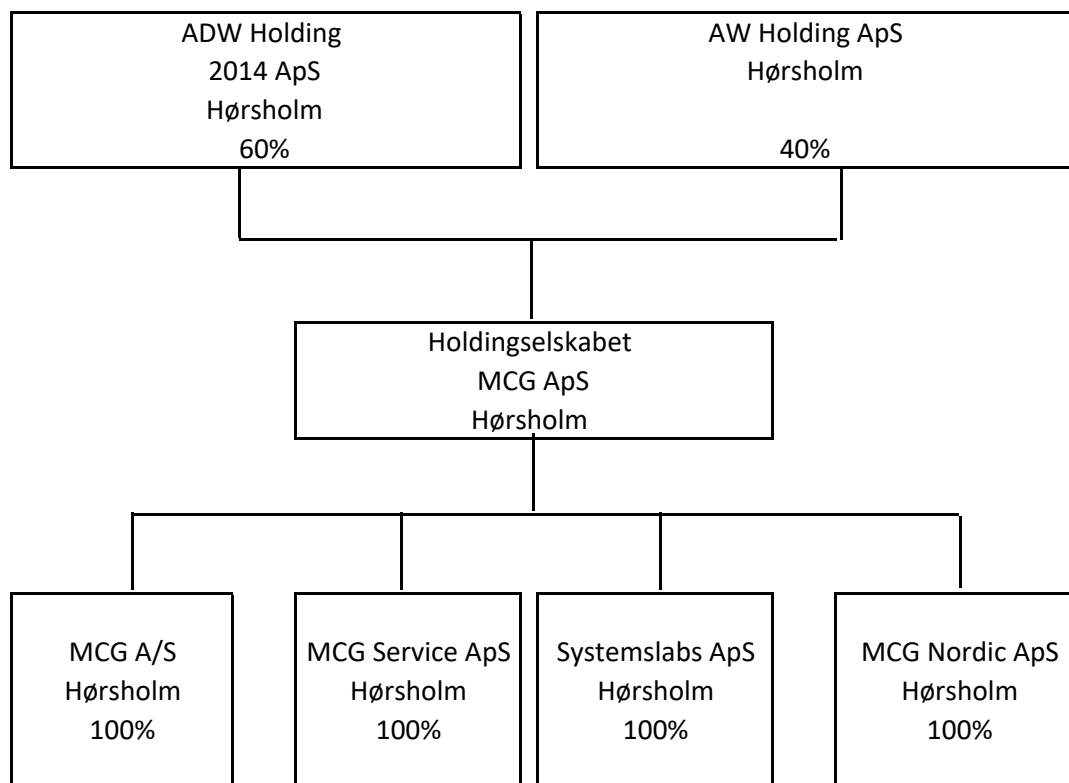 ADW Holding
2014 ApS
Hørsholm
60%
AW Holding ApS
Hørsholm
40%
Holdingselskabet
MCG ApS
Hørsholm
MCG A/S
Hørsholm
100%
MCG Service ApS
Hørsholm
100%
Systemslabs ApS
Hørsholm
100%
MCG Nordic ApS
Hørsholm
100%